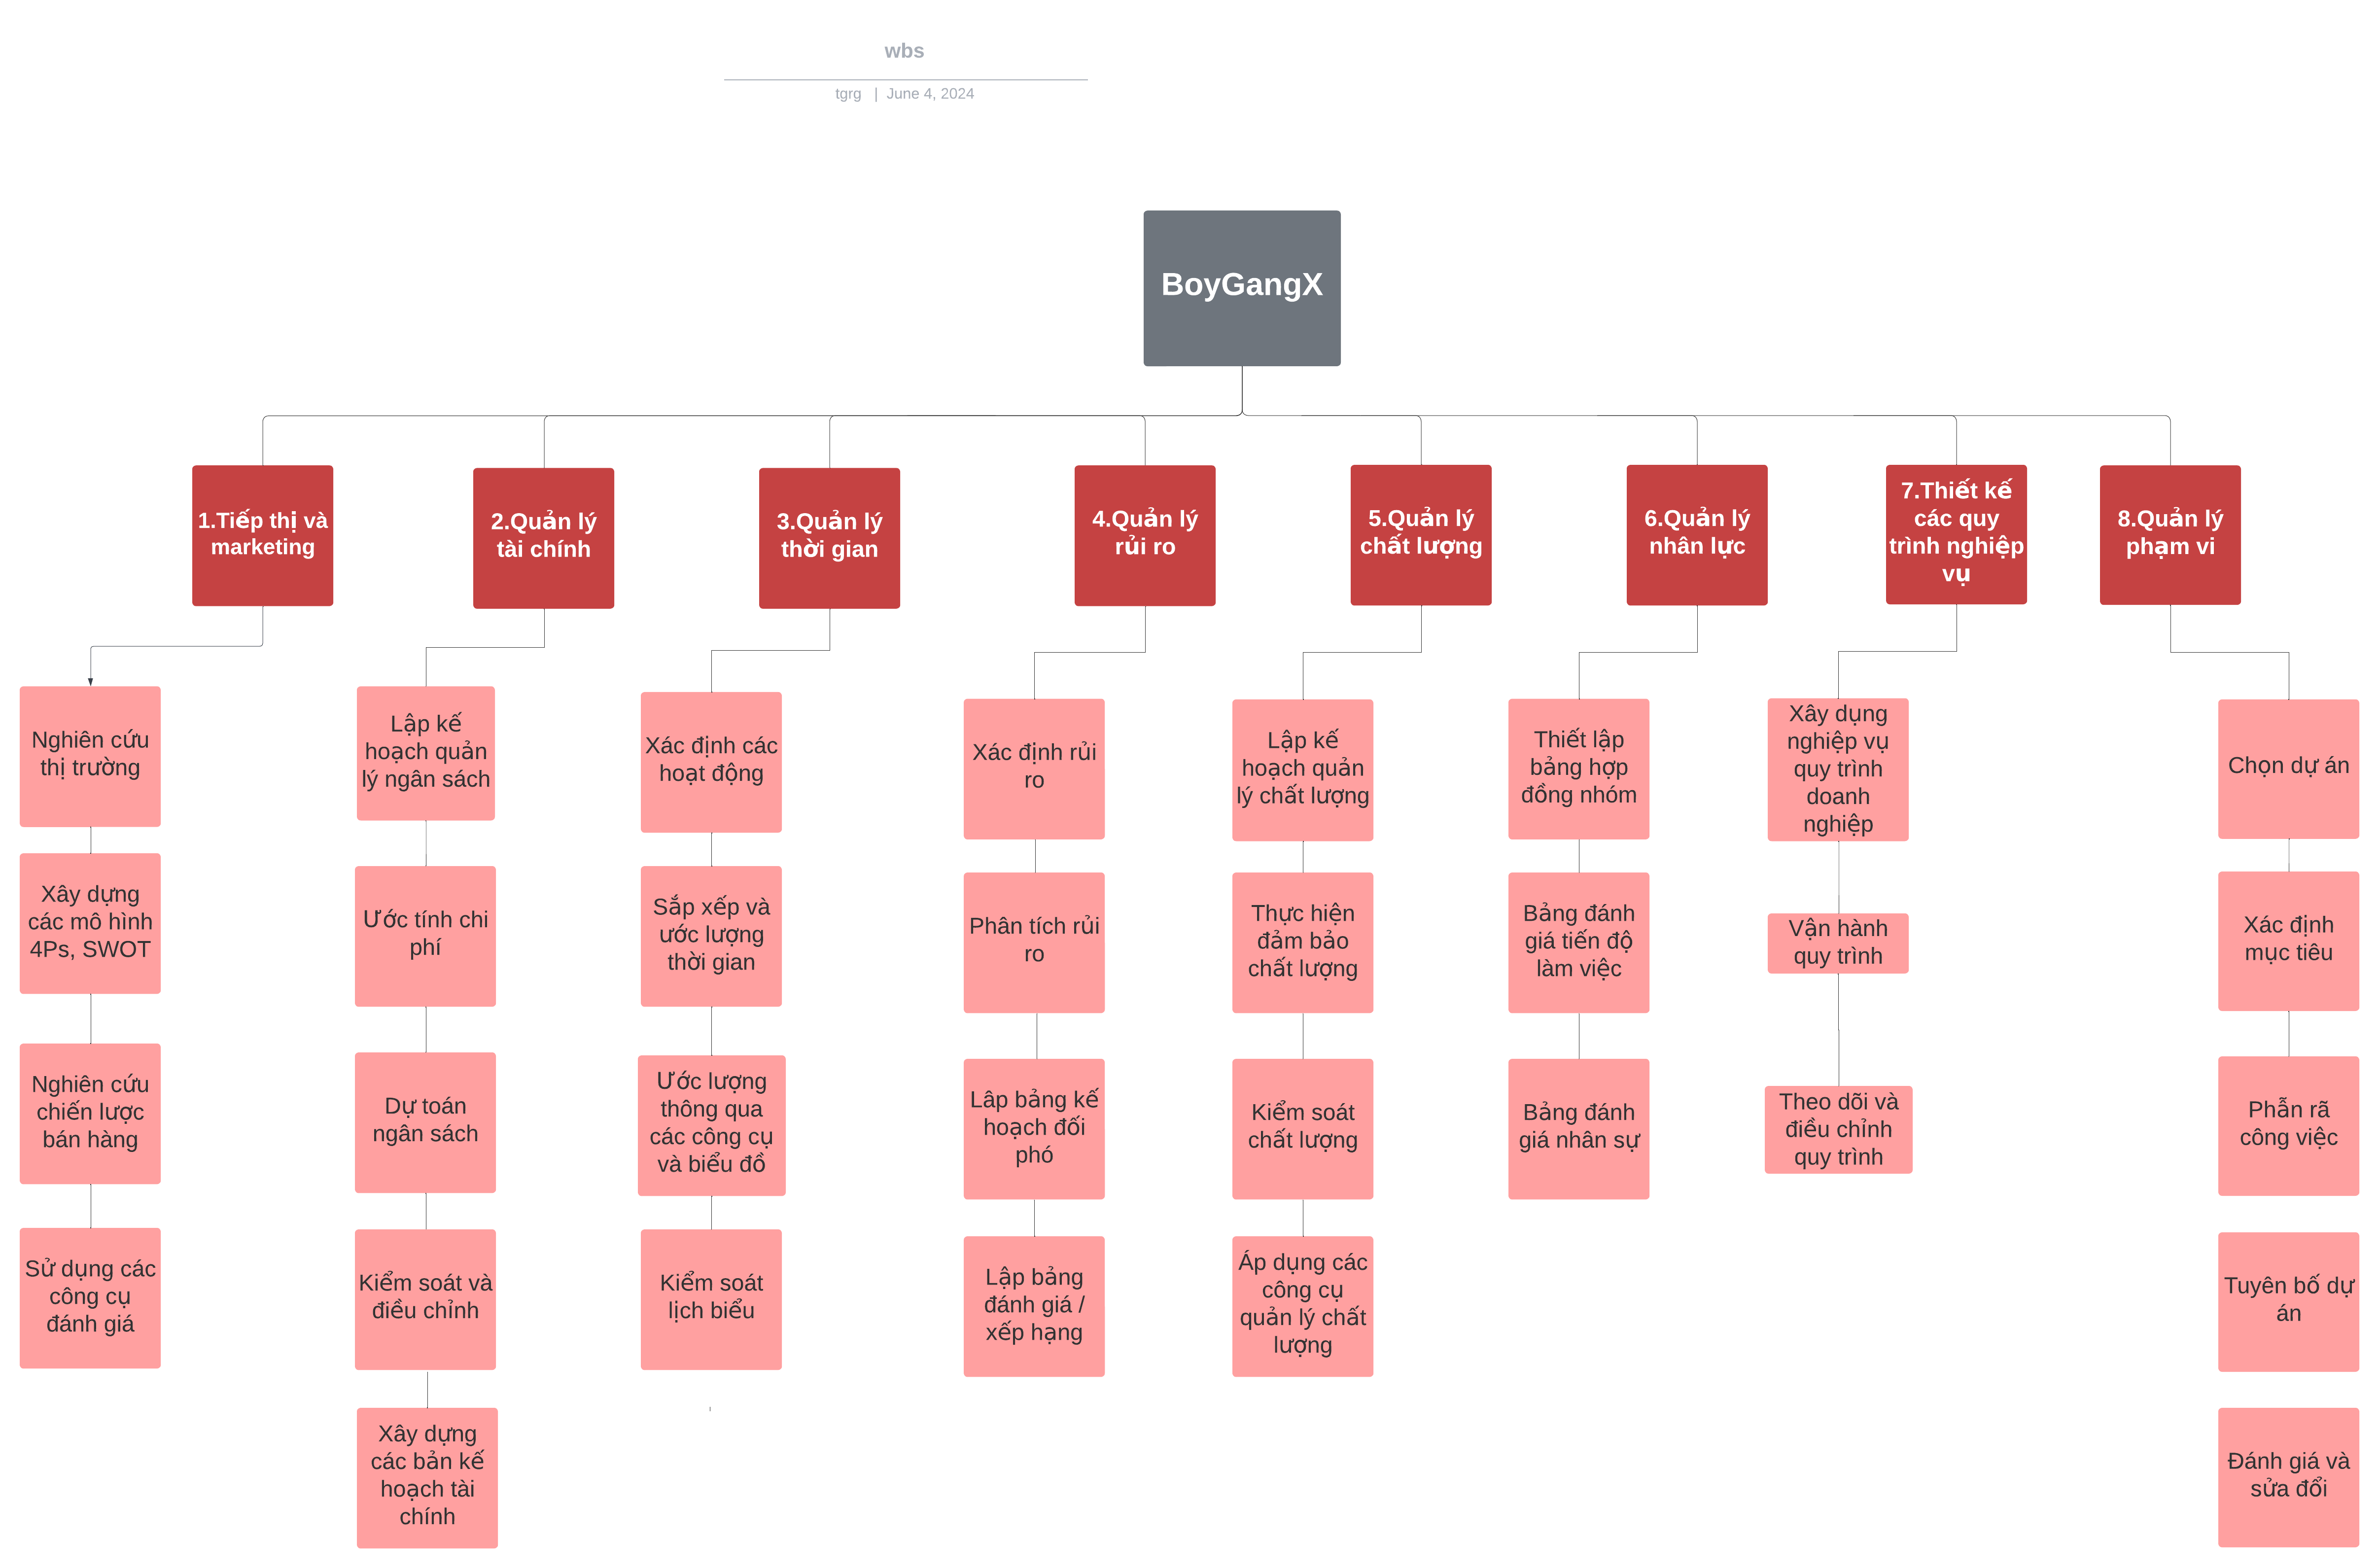 wbs
tgrg | June 4, 2024
BoyGangX
1.Tiếp thị và
marketing
2.Quản lý
tài chính
3.Quản lý
thời gian
4.Quản lý
rủi ro
5.Quản lý
chất lượng
6.Quản lý
nhân lực
7.Thiết kế
các quy
trình nghiệp
vụ
8.Quản lý
phạm vi
Nghiên cứu
thị trường
Xây dựng
các mô hình
4Ps, SWOT
Nghiên cứu
chiến lược
bán hàng
Sử dụng các
công cụ
đánh giá
Lập kế
hoạch quản
lý ngân sách
Ước tính chi
phí
Dự toán
ngân sách
Kiểm soát và
điều chỉnh
Xây dựng
các bản kế
hoạch tài
chính
Xác định các
hoạt động
Sắp xếp và
ước lượng
thời gian
Ước lượng
thông qua
các công cụ
và biểu đồ
Kiểm soát
lịch biểu
Xác định rủi
ro
Phân tích rủi
ro
Lâp bảng kế
hoạch đối
phó
Lập bảng
đánh giá /
xếp hạng
Lập kế
hoạch quản
lý chất lượng
Thực hiện
đảm bảo
chất lượng
Kiểm soát
chất lượng
Áp dụng các
công cụ
quản lý chất
lượng
Thiết lập
bảng hợp
đồng nhóm
Bảng đánh
giá tiến độ
làm việc
Bảng đánh
giá nhân sự
Xây dụng
nghiệp vụ
quy trình
doanh
nghiệp
Vận hành
quy trình
Theo dõi và
điều chỉnh
quy trình
Chọn dự án
Xác định
mục tiêu
Phẫn rã
công việc
Tuyên bố dự
án
Đánh giá và
sửa đổi